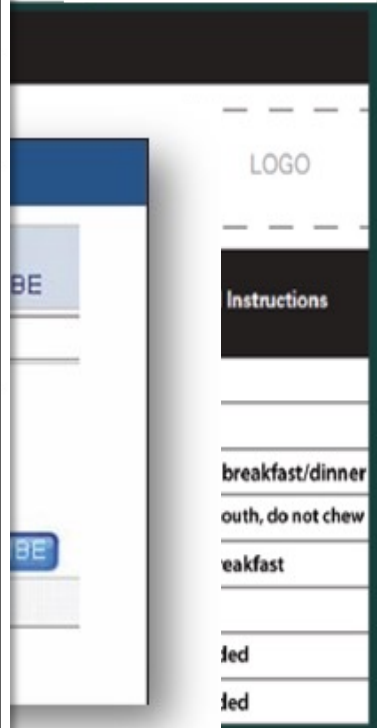 LOGO
BE
Instructions
breakfast/dinner
outh, do not chew
BE
eakfast
ded
ded